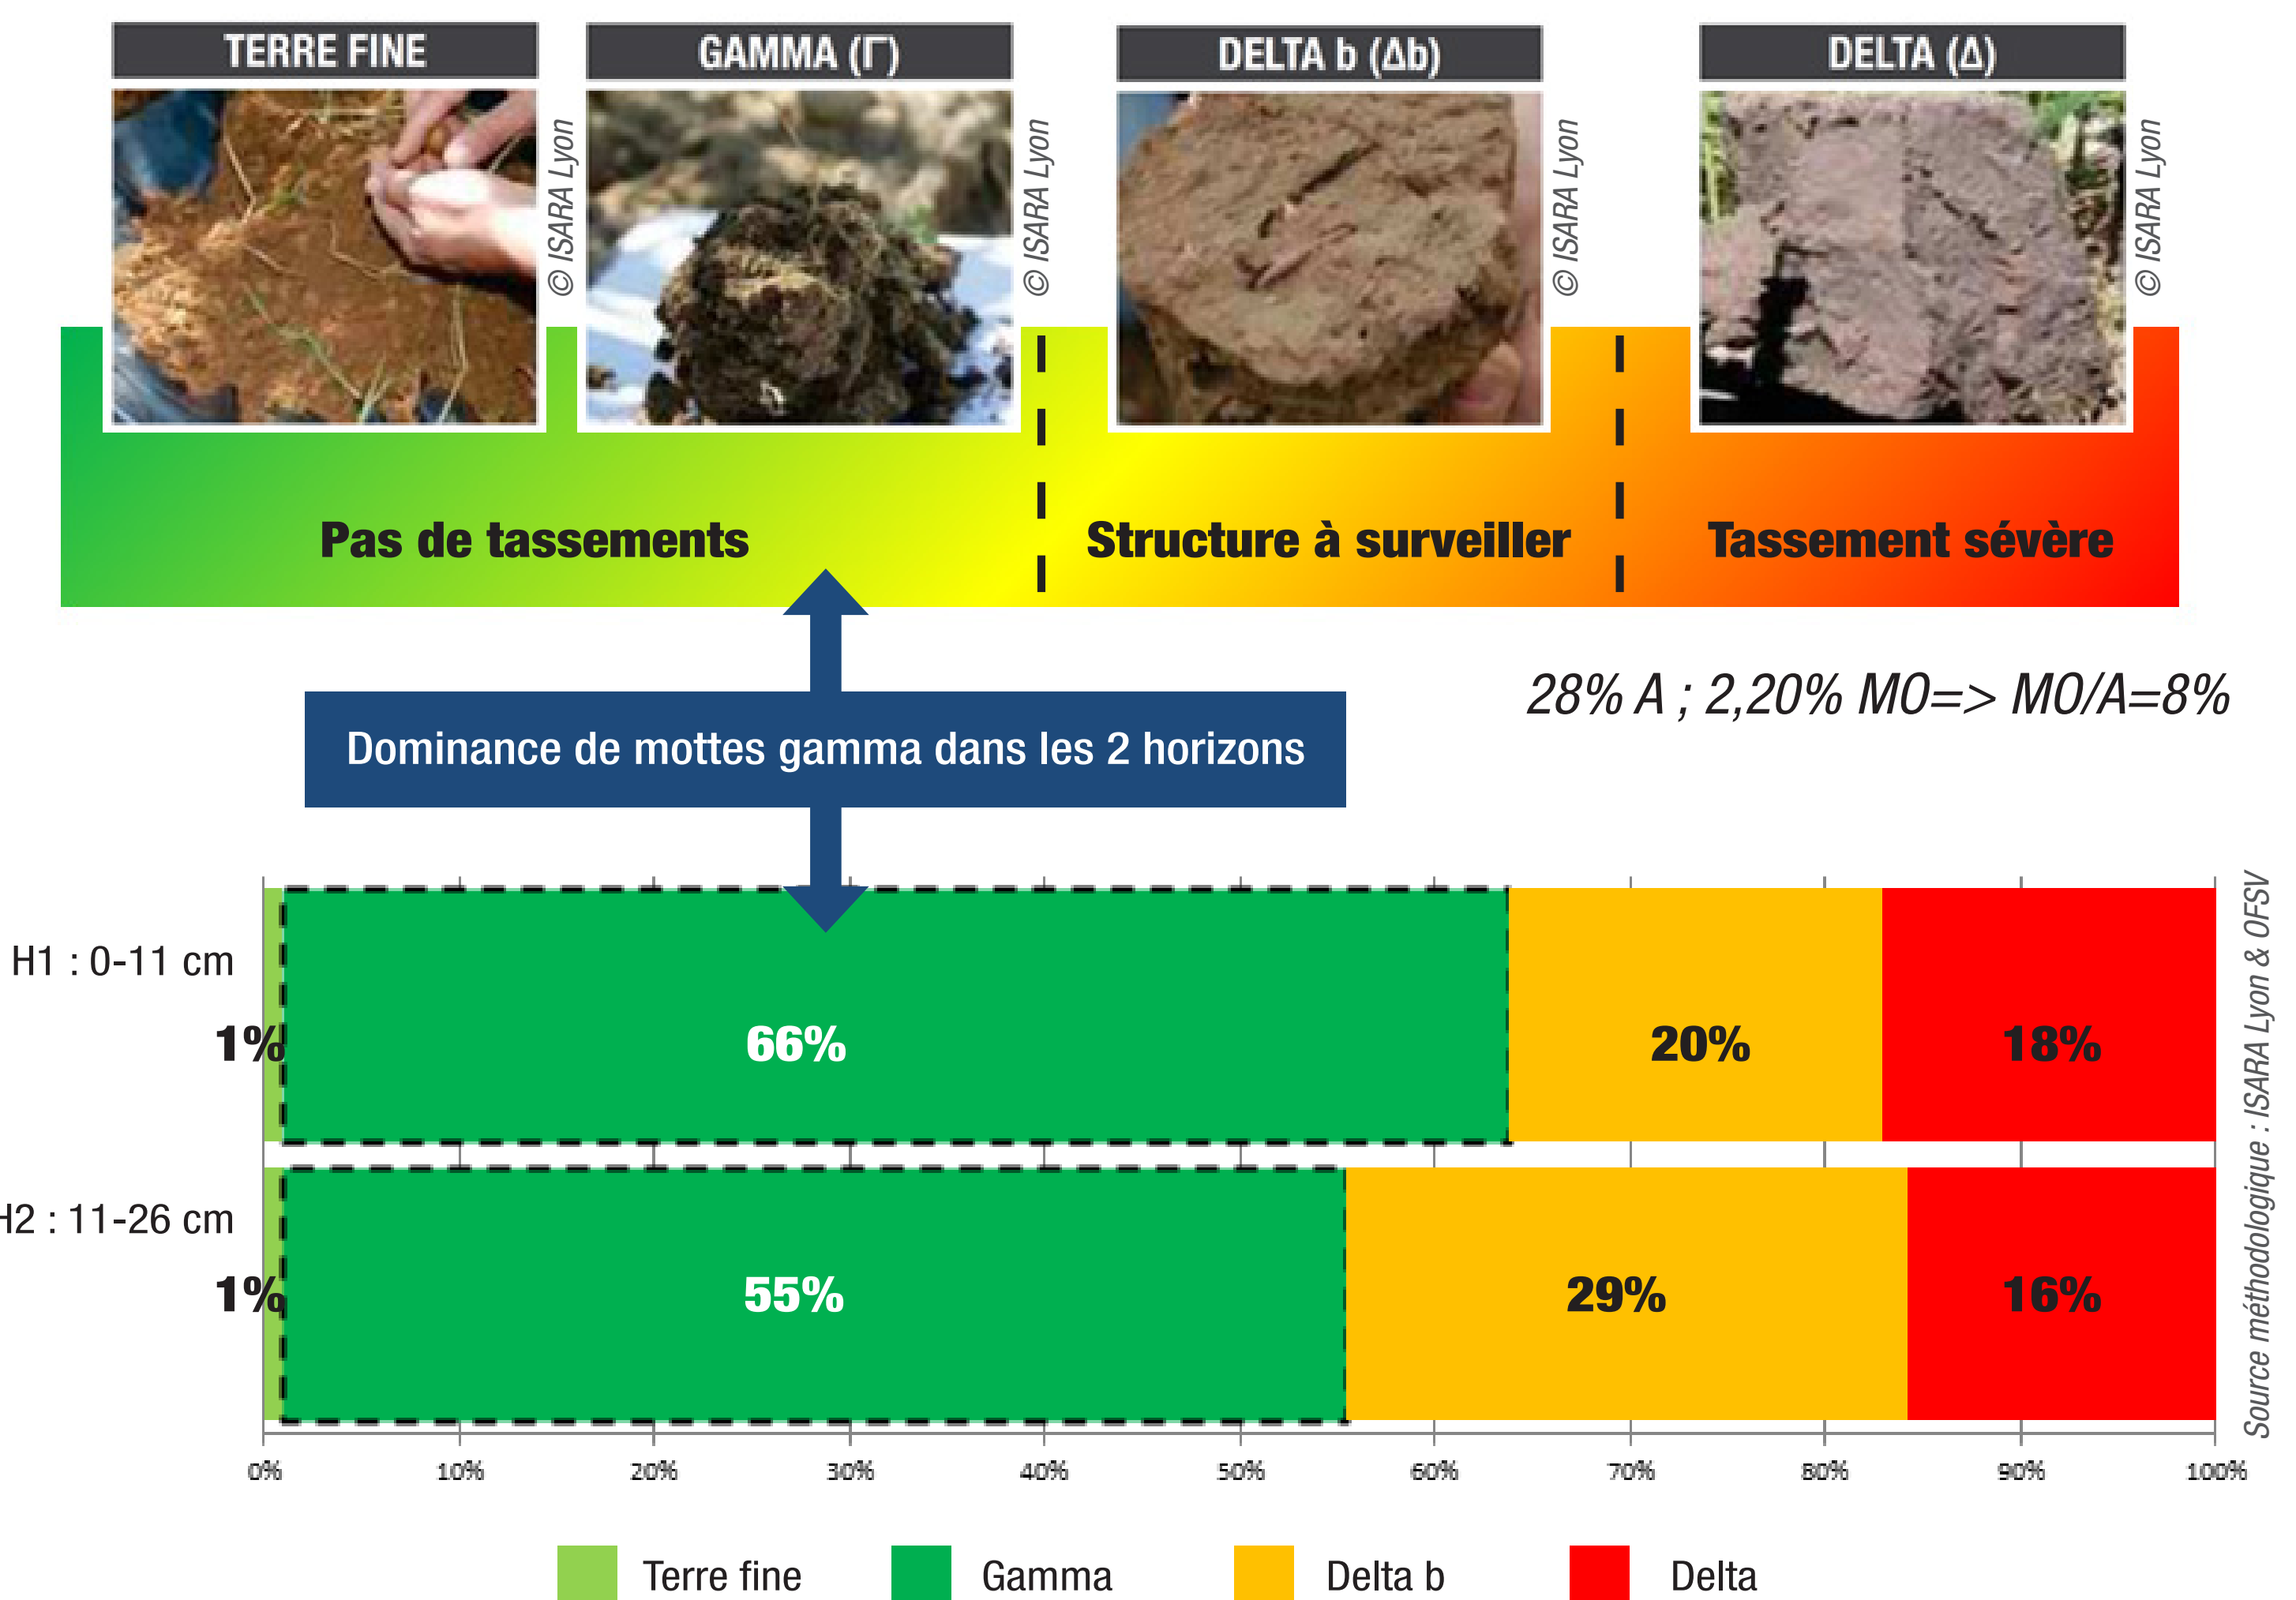 TERRE FINE
GAMMA (Γ)
DELTA b (Δb)
DELTA (Δ)
© ISARA Lyon
© ISARA Lyon
© ISARA Lyon
© ISARA Lyon
Pas de tassements
Structure à surveiller
Tassement sévère
28% A ; 2,20% MO=> MO/A=8%
Dominance de mottes gamma dans les 2 horizons
H1 : 0-11 cm
1%
66%
20%
18%
H2 : 11-26 cm
1%
55%
29%
16%
0%
10%
20%
30%
40%
50%
60%
70%
80%
90%
100%
Terre fine
Gamma
Delta b
Delta
Source méthodologique : ISARA Lyon & OFSV